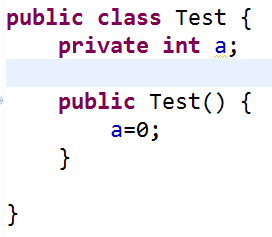 public class Test {
    private int a;
    public Test() {
        a=0;
    }
}